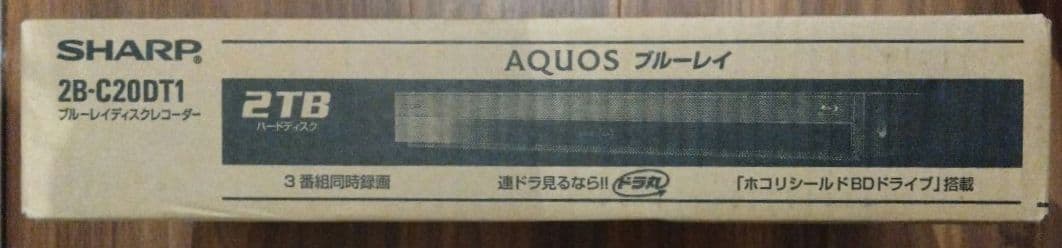 SHARP®
2B-C20DT1
ブルーレイディスクレコーダー
AQUOS ブルーレイ
2TB
ハードディスク
3番組同時録画
連ドラ見るなら!! ドラ丸
「ホコリシールドBDドライブ」搭載